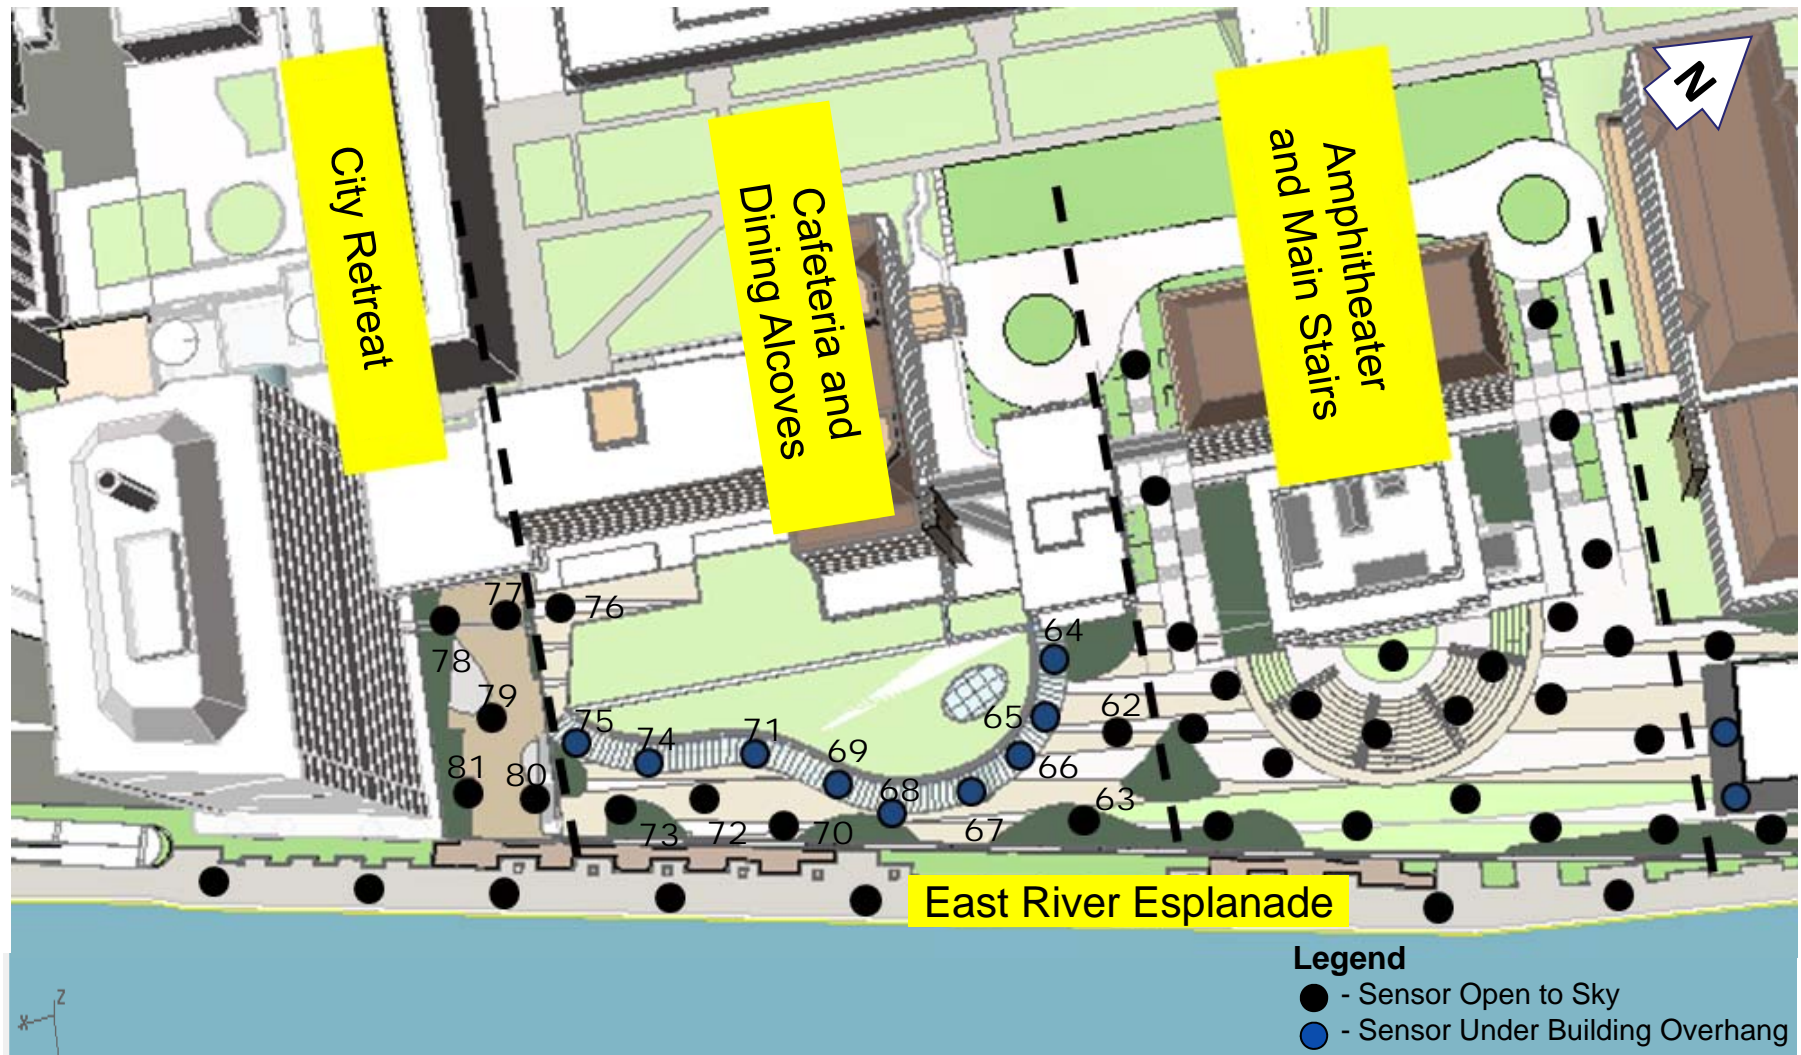 N
City Retreat
Cafeteria and
Dining Alcoves
Amphitheater
and Main Stairs
77
76
64
78
79
62
75
74
71
65
69
66
81
80
68
63
73
72
70
67
East River Esplanade
Legend
- Sensor Open to Sky
- Sensor Under Building Overhang
Z
X